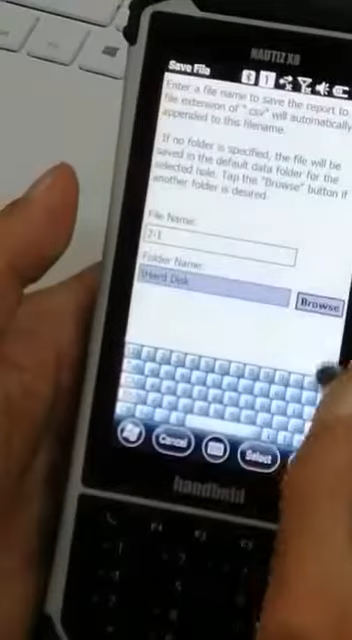 NAUTIZ X8
Save File
Enter a file name to save the report to
file extension of ".csv" will automatically
appended to this filename.
If no folder is specified, the file will be
saved in the default data folder for the
selected hole. Tap the "Browse" button if
another folder is desired.
File Name:
Folder Name:
\Hard Disk
Browse
Cancel
Select
handheld